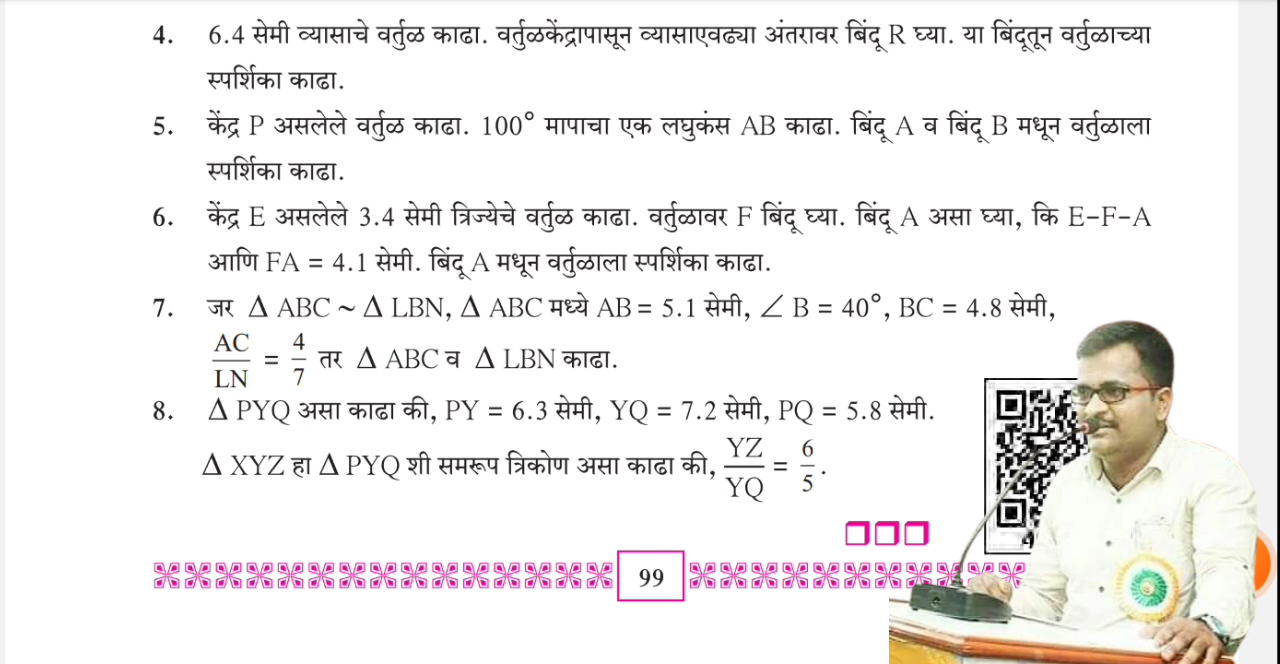 4. 6.4 सेमी व्यासाचे वर्तुळ काढा. वर्तुळकेंद्रापासून व्यासाएवढ्या अंतरावर बिंदू R घ्या. या बिंदूतून वर्तुळाच्या
स्पर्शिका काढा.
5. केंद्र P असलेले वर्तुळ काढा. 100° मापाचा एक लघुकंस AB काढा. बिंदू A व बिंदू B मधून वर्तुळाला
स्पर्शिका काढा.
6. केंद्र E असलेले 3.4 सेमी त्रिज्येचे वर्तुळ काढा. वर्तुळावर F बिंदू घ्या. बिंदू A असा घ्या, कि E-F-A
आणि FA = 4.1 सेमी. बिंदू A मधून वर्तुळाला स्पर्शिका काढा.
7. जर Δ ABC ~ Δ LBN, Δ ABC मध्ये AB = 5.1 सेमी, ∠ B = 40°, BC = 4.8 सेमी,
AC/LN = 4/7 तर Δ ABC व Δ LBN काढा.
8. Δ PYQ असा काढा की, PY = 6.3 सेमी, YQ = 7.2 सेमी, PQ = 5.8 सेमी.
Δ XYZ हा Δ PYQ शी समरूप त्रिकोण असा काढा की, YZ/YQ = 6/5.
99